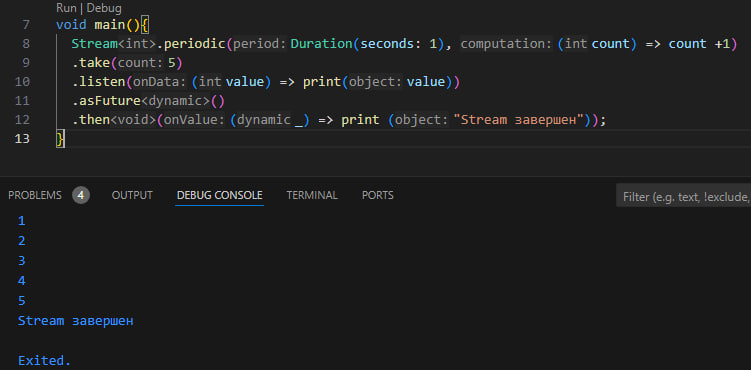 Run | Debug
7 void main(){
8 Stream<int>.periodic(period: Duration(seconds: 1), computation: (int count) => count +1)
9 .take(count: 5)
10 .listen(onData: (int value) => print(object: value))
11 .asFuture<dynamic>()
12 .then<void>(onValue: (dynamic _) => print (object: "Stream завершен"));
13 }
PROBLEMS 4 OUTPUT DEBUG CONSOLE TERMINAL PORTS Filter (e.g. text, !exclude,
1
2
3
4
5
Stream завершен
Exited.